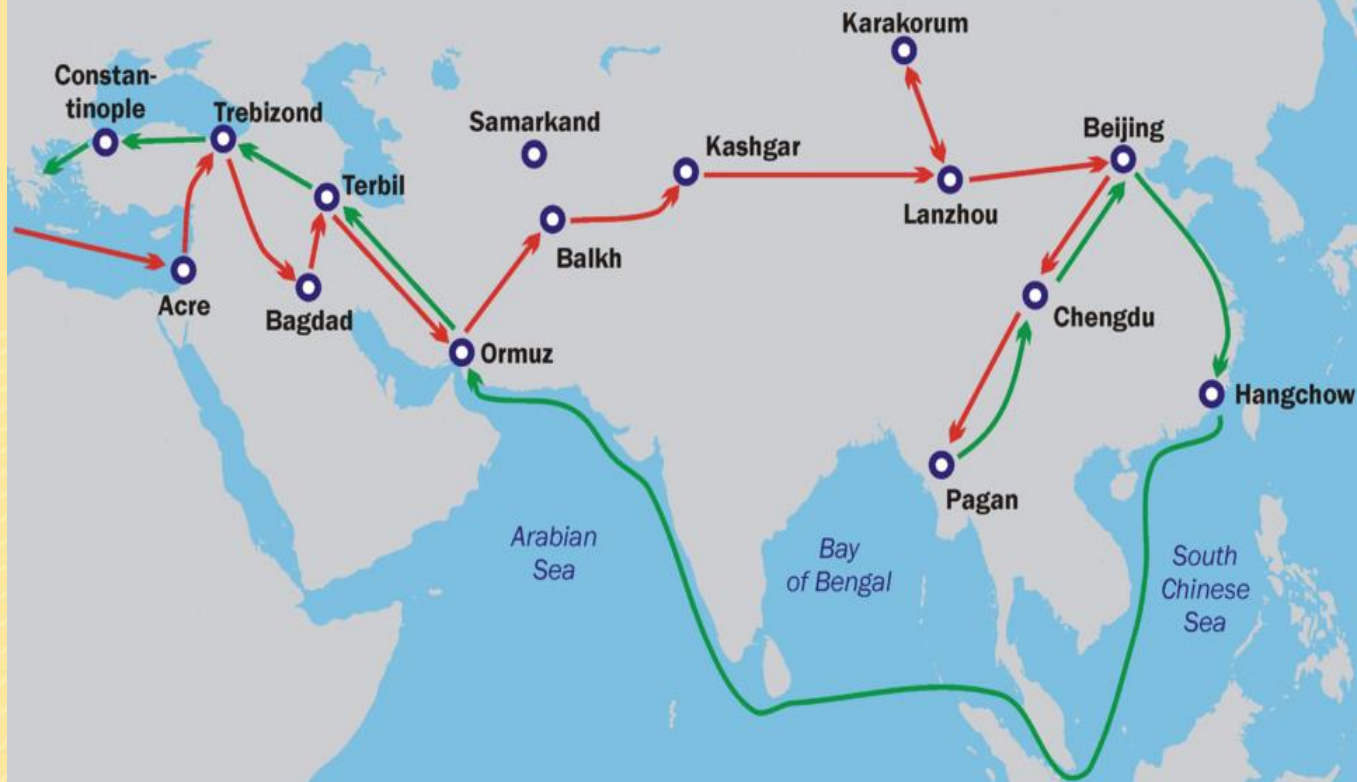 Karakorum
Constan-
tinople
Trebizond
Samarkand
Beijing
Kashgar
Terbil
Lanzhou
Balkh
Acre
Bagdad
Chengdu
Ormuz
Hangchow
Pagan
Arabian
Sea
Bay
of Bengal
South
Chinese
Sea